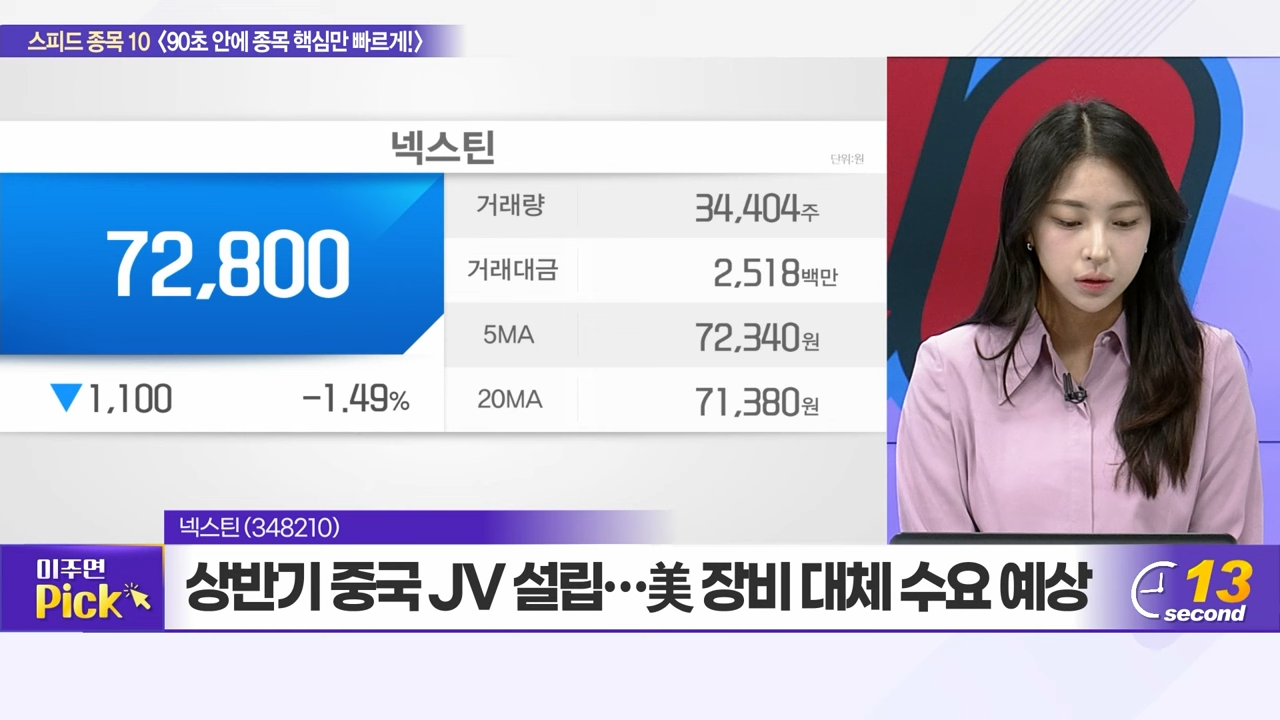 스피드 종목 10 〈90초 안에 종목 핵심만 빠르게!〉
넥스틴
단위:원
72,800
▼1,100 -1.49%
거래량 34,404주
거래대금 2,518백만
5MA 72,340원
20MA 71,380원
넥스틴(348210)
미주면
Pick
상반기 중국 JV 설립…美 장비 대체 수요 예상
13
second